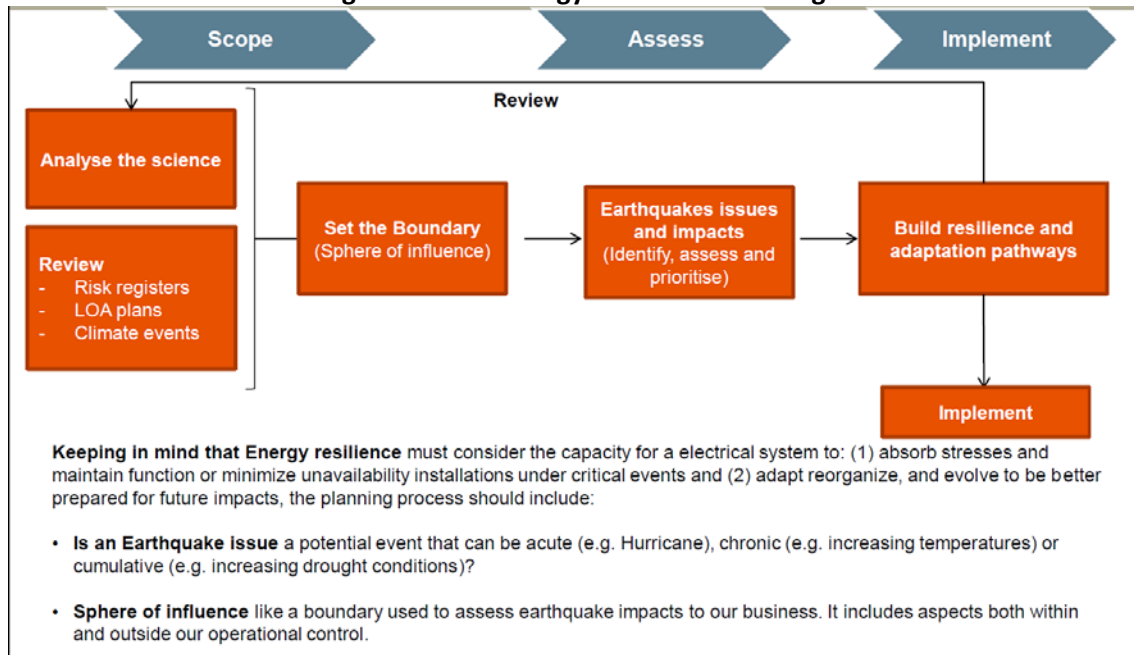 Scope
Assess
Implement
Review
Analyse the science
Review
- Risk registers
- LOA plans
- Climate events
Set the Boundary
(Sphere of influence)
Earthquakes issues
and impacts
(Identify, assess and
prioritise)
Build resilience and
adaptation pathways
Implement
Keeping in mind that Energy resilience must consider the capacity for a electrical system to: (1) absorb stresses and
maintain function or minimize unavailability installations under critical events and (2) adapt reorganize, and evolve to be better
prepared for future impacts, the planning process should include:
• Is an Earthquake issue a potential event that can be acute (e.g. Hurricane), chronic (e.g. increasing temperatures) or
cumulative (e.g. increasing drought conditions)?
• Sphere of influence like a boundary used to assess earthquake impacts to our business. It includes aspects both within
and outside our operational control.